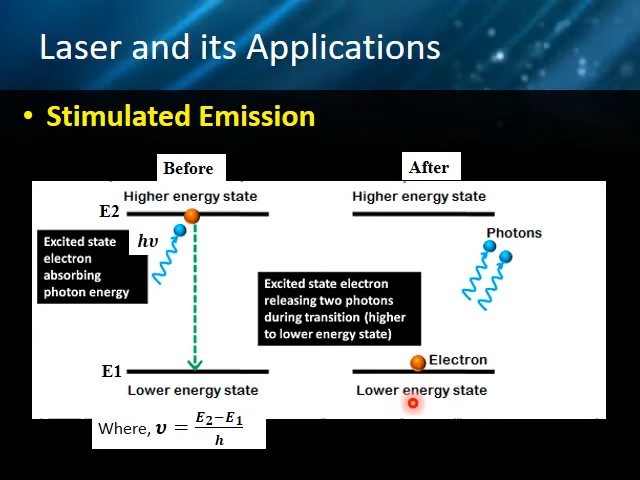 Laser and its Applications
• Stimulated Emission
Before
After
Higher energy state
Higher energy state
E2
Photons
hυ
Excited state
electron
absorbing
photon energy
Excited state electron
releasing two photons
during transition (higher
to lower energy state)
Electron
E1
Lower energy state
Lower energy state
Where, υ = (E₂−E₁)/h